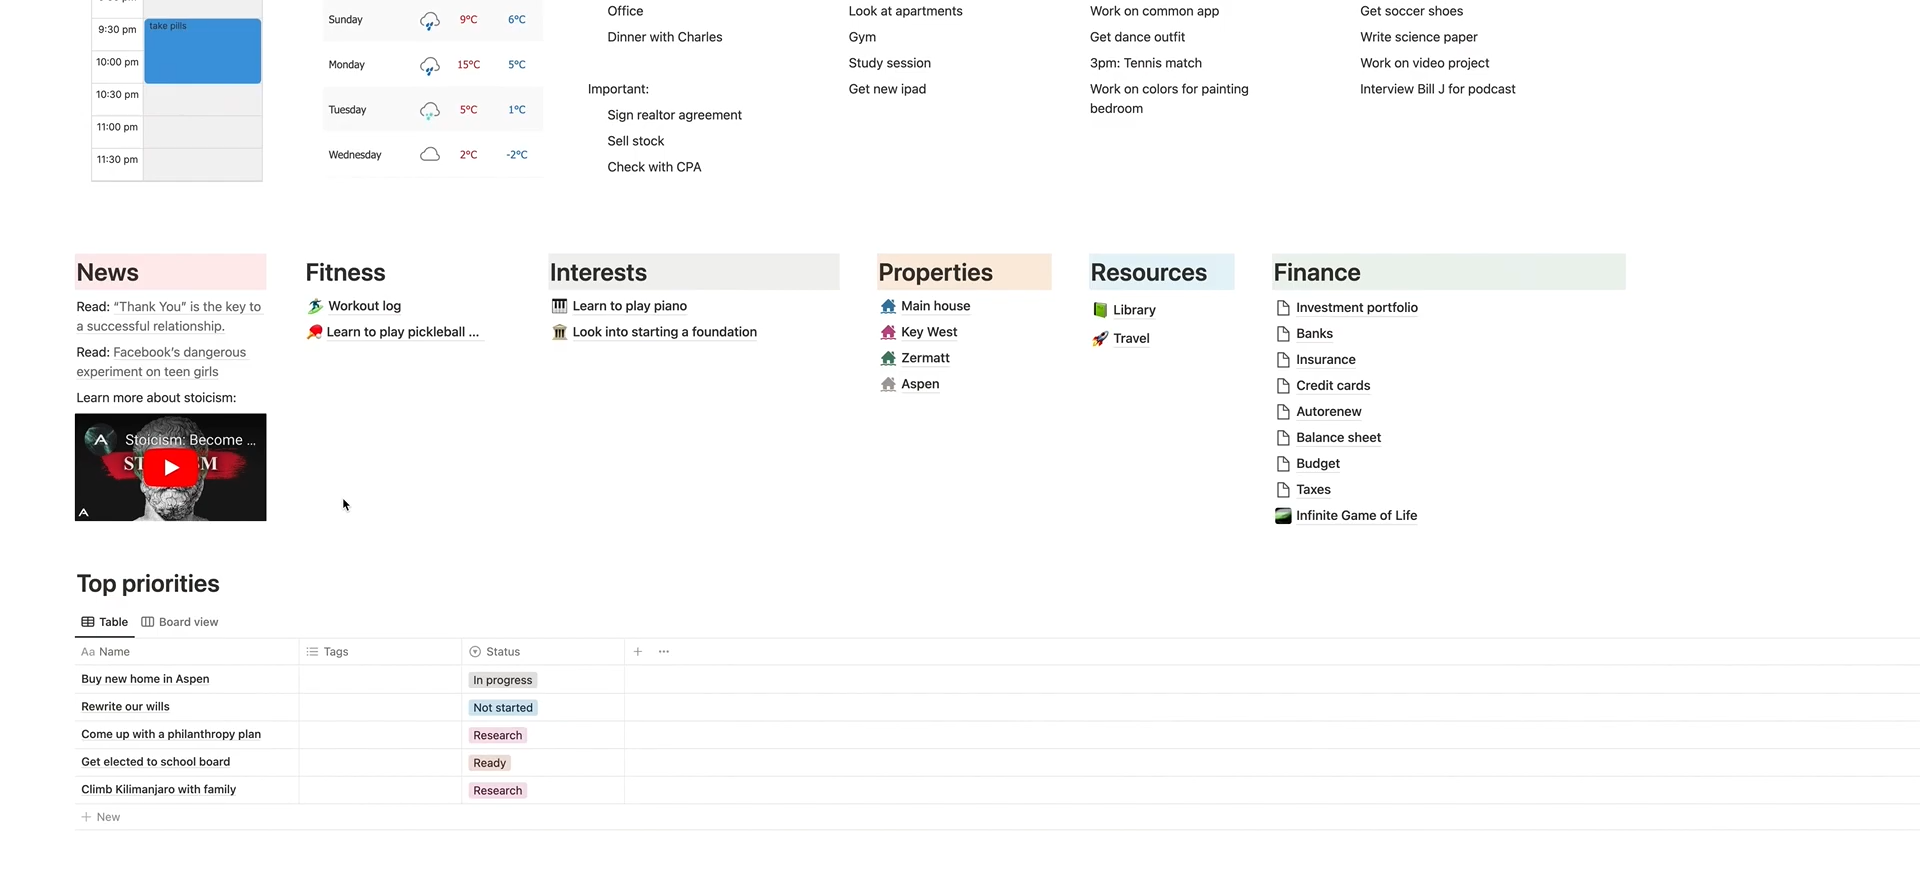 9:30 pm
10:00 pm
10:30 pm
11:00 pm
11:30 pm
take pills
Sunday 9°C 6°C
Monday 15°C 5°C
Tuesday 5°C 1°C
Wednesday 2°C -2°C
Office
Dinner with Charles
Important:
Sign realtor agreement
Sell stock
Check with CPA
Look at apartments
Gym
Study session
Get new ipad
Work on common app
Get dance outfit
3pm: Tennis match
Work on colors for painting
bedroom
Get soccer shoes
Write science paper
Work on video project
Interview Bill J for podcast
News
Read: “Thank You” is the key to
a successful relationship.
Read: Facebook’s dangerous
experiment on teen girls
Learn more about stoicism:
A Stoicism: Become ...
ST M
A
Fitness
Workout log
Learn to play pickleball ...
Interests
Learn to play piano
Look into starting a foundation
Properties
Main house
Key West
Zermatt
Aspen
Resources
Library
Travel
Finance
Investment portfolio
Banks
Insurance
Credit cards
Autorenew
Balance sheet
Budget
Taxes
Infinite Game of Life
Top priorities
Table Board view
Aa Name Tags Status
Buy new home in Aspen In progress
Rewrite our wills Not started
Come up with a philanthropy plan Research
Get elected to school board Ready
Climb Kilimanjaro with family Research
+ New